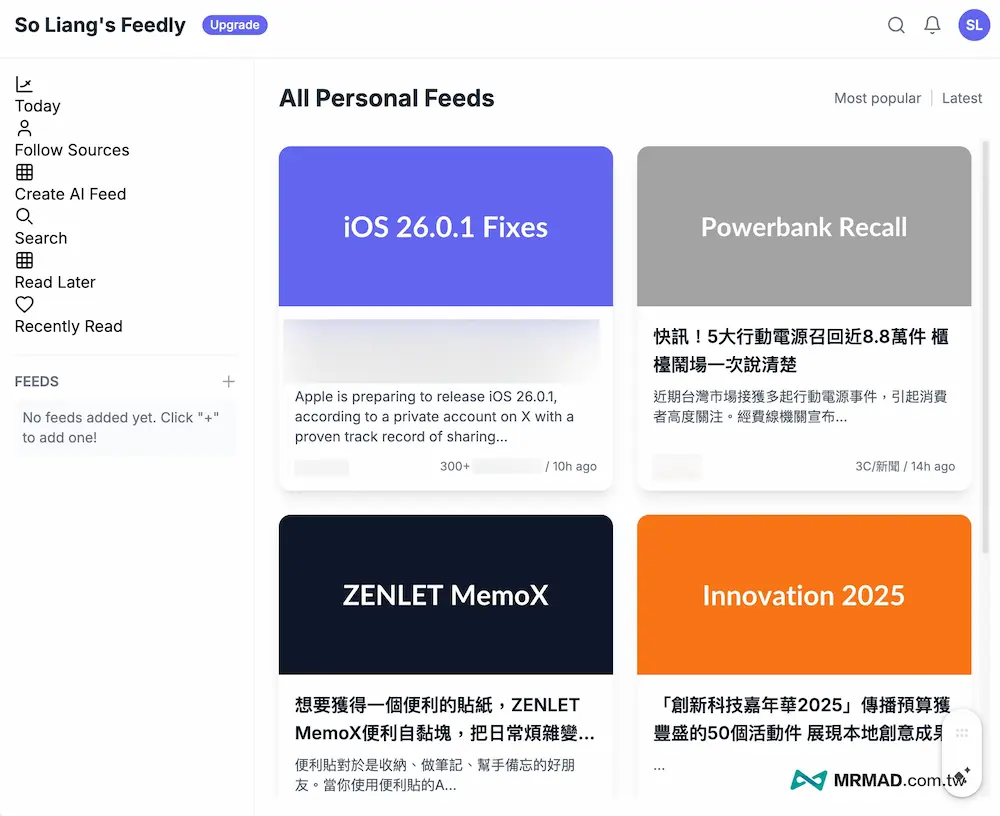 So Liang's Feedly
Upgrade
SL
Today
Follow Sources
Create AI Feed
Search
Read Later
Recently Read
FEEDS
No feeds added yet. Click "+"
to add one!
All Personal Feeds
Most popular
Latest
iOS 26.0.1 Fixes
Apple is preparing to release iOS 26.0.1,
according to a private account on X with a
proven track record of sharing...
300+
/ 10h ago
Powerbank Recall
快訊！5大行動電源召回近8.8萬件 櫃
檯鬧場一次說清楚
近期台灣市場接獲多起行動電源事件，引起消費
者高度關注。經費線機關宣布...
3C/新聞 / 14h ago
ZENLET MemoX
想要獲得一個便利的貼紙，ZENLET
MemoX便利自黏塊，把日常煩雜變...
便利貼對於是收納、做筆記、幫手備忘的好朋
友。當你使用便利貼的A...
Innovation 2025
「創新科技嘉年華2025」傳播預算獲
豐盛的50個活動件 展現本地創意成果
...
MRMAD.com.tw